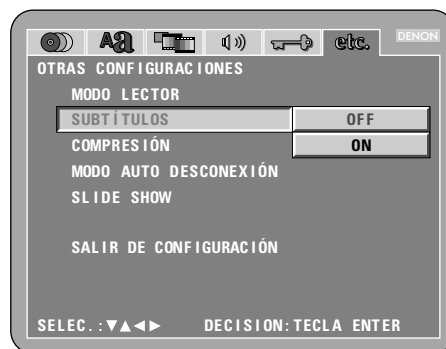 Aa etc. DENON
OTRAS CONFIGURACIONES
MODO LECTOR
SUBTÍTULOS OFF
COMPRESIÓN ON
MODO AUTO DESCONEXIÓN
SLIDE SHOW
SALIR DE CONFIGURACIÓN
SELEC.:▼▲◄► DECISION:TECLA ENTER